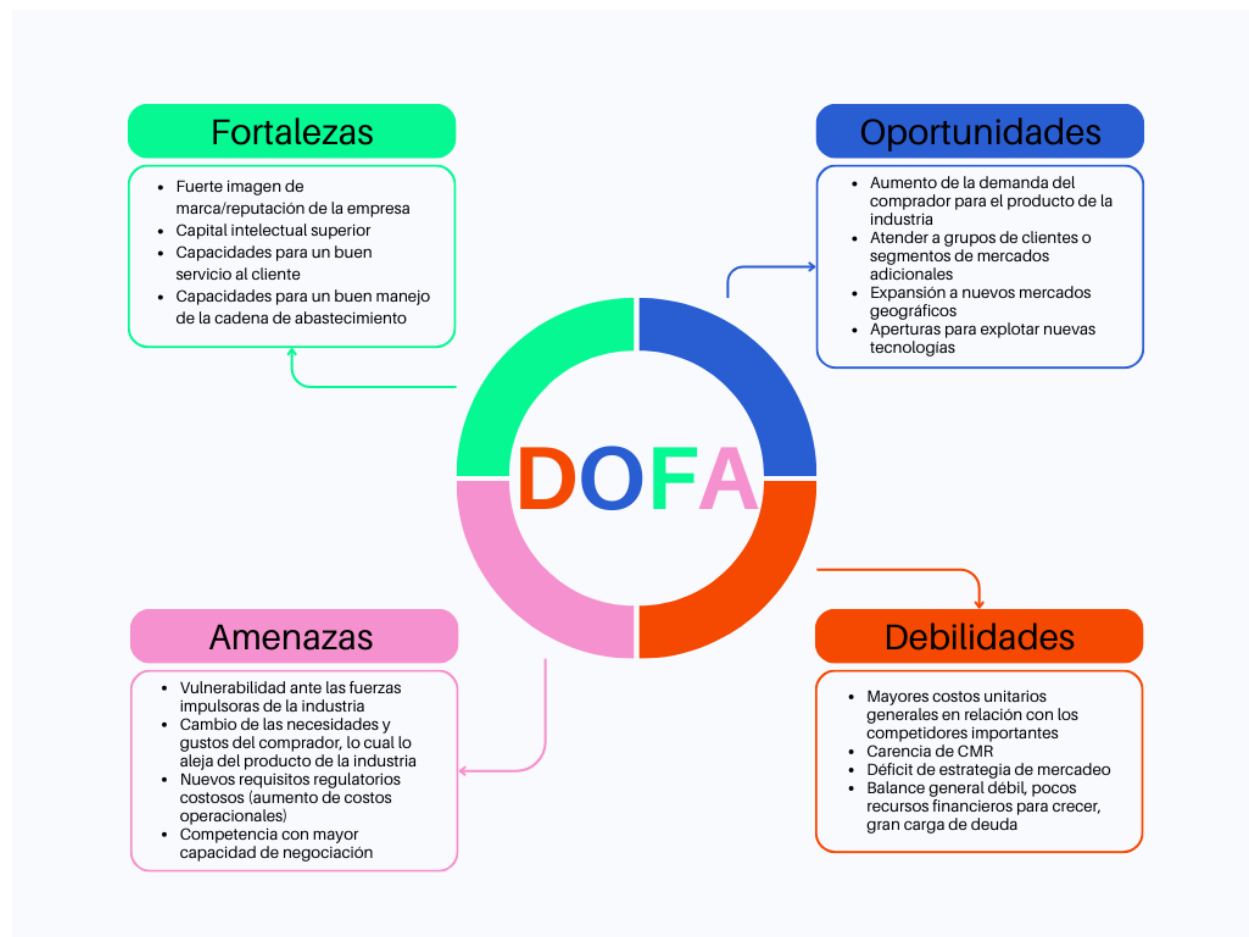 Fortalezas
• Fuerte imagen de
marca/reputación de la empresa
• Capital intelectual superior
• Capacidades para un buen
servicio al cliente
• Capacidades para un buen manejo
de la cadena de abastecimiento
Oportunidades
• Aumento de la demanda del
comprador para el producto de la
industria
• Atender a grupos de clientes o
segmentos de mercados
adicionales
• Expansión a nuevos mercados
geográficos
• Aperturas para explotar nuevas
tecnologías
DOFA
Amenazas
• Vulnerabilidad ante las fuerzas
impulsoras de la industria
• Cambio de las necesidades y
gustos del comprador, lo cual lo
aleja del producto de la industria
• Nuevos requisitos regulatorios
costosos (aumento de costos
operacionales)
• Competencia con mayor
capacidad de negociación
Debilidades
• Mayores costos unitarios
generales en relación con los
competidores importantes
• Carencia de CMR
• Déficit de estrategia de mercadeo
• Balance general débil, pocos
recursos financieros para crecer,
gran carga de deuda